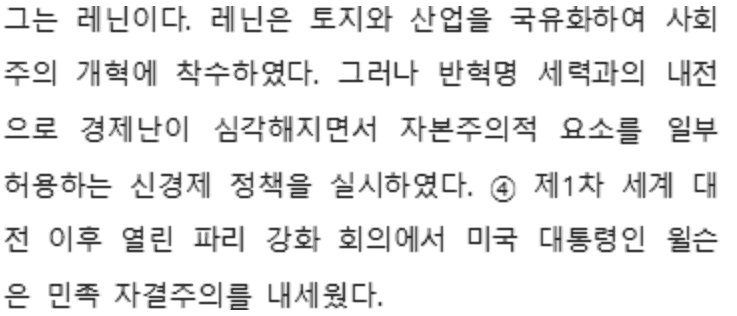 그는 레닌이다. 레닌은 토지와 산업을 국유화하여 사회
주의 개혁에 착수하였다. 그러나 반혁명 세력과의 내전
으로 경제난이 심각해지면서 자본주의적 요소를 일부
허용하는 신경제 정책을 실시하였다. ④ 제1차 세계 대
전 이후 열린 파리 강화 회의에서 미국 대통령인 윌슨
은 민족 자결주의를 내세웠다.